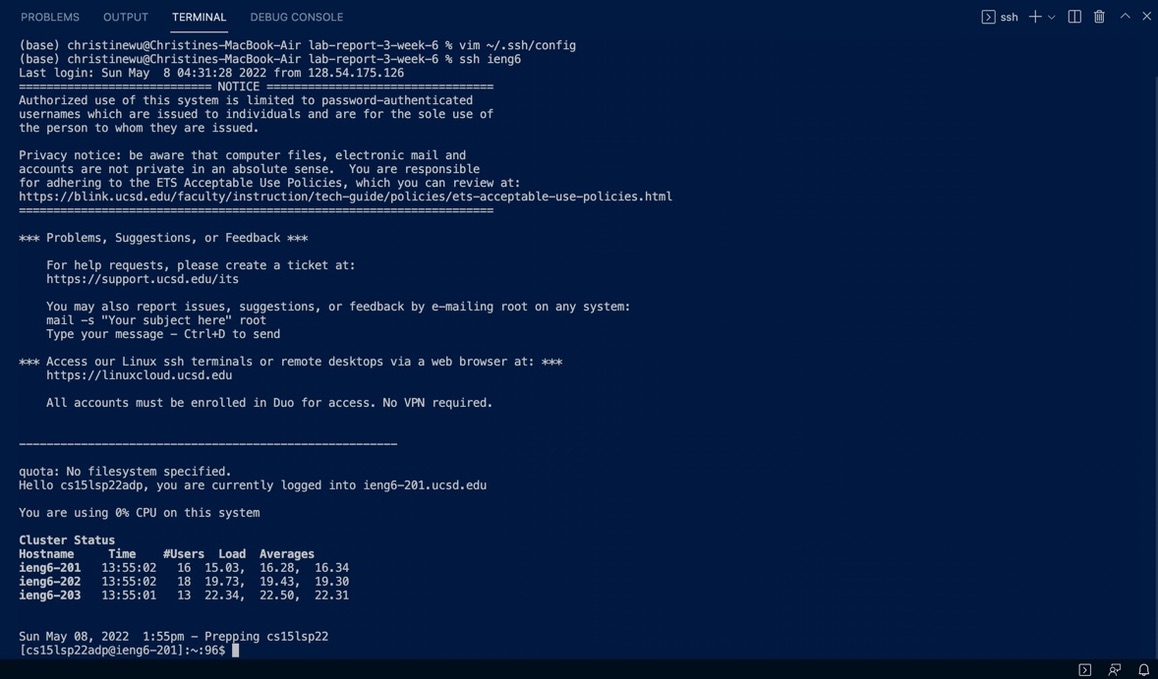 PROBLEMS OUTPUT TERMINAL DEBUG CONSOLE ssh
(base) christinewu@Christines-MacBook-Air lab-report-3-week-6 % vim ~/.ssh/config
(base) christinewu@Christines-MacBook-Air lab-report-3-week-6 % ssh ieng6
Last login: Sun May  8 04:31:28 2022 from 128.54.175.126
============================ NOTICE =================================
Authorized use of this system is limited to password-authenticated
usernames which are issued to individuals and are for the sole use of
the person to whom they are issued.

Privacy notice: be aware that computer files, electronic mail and
accounts are not private in an absolute sense.  You are responsible
for adhering to the ETS Acceptable Use Policies, which you can review at:
https://blink.ucsd.edu/faculty/instruction/tech-guide/policies/ets-acceptable-use-policies.html
=====================================================================

*** Problems, Suggestions, or Feedback ***

    For help requests, please create a ticket at:
    https://support.ucsd.edu/its

    You may also report issues, suggestions, or feedback by e-mailing root on any system:
    mail -s "Your subject here" root
    Type your message - Ctrl+D to send

*** Access our Linux ssh terminals or remote desktops via a web browser at: ***
    https://linuxcloud.ucsd.edu

    All accounts must be enrolled in Duo for access. No VPN required.

-------------------------------------------------------

quota: No filesystem specified.
Hello cs15lsp22adp, you are currently logged into ieng6-201.ucsd.edu

You are using 0% CPU on this system

Cluster Status
Hostname     Time    #Users  Load  Averages
ieng6-201   13:55:02   16  15.03,  16.28,  16.34
ieng6-202   13:55:02   18  19.73,  19.43,  19.30
ieng6-203   13:55:01   13  22.34,  22.50,  22.31

Sun May 08, 2022  1:55pm - Prepping cs15lsp22
[cs15lsp22adp@ieng6-201]:~:96$